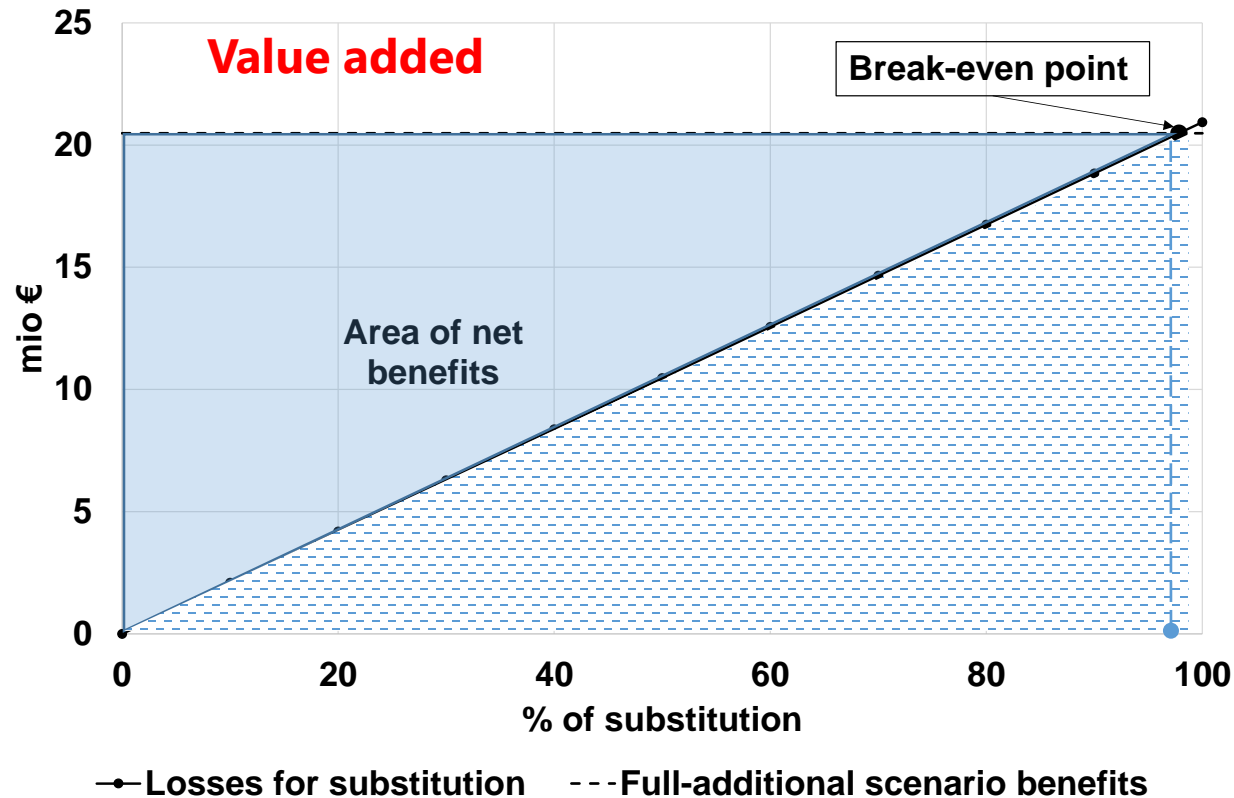 Value added
Break-even point
25
20
15
10
5
0
mio €
Area of net
benefits
0 20 40 60 80 100
% of substitution
Losses for substitution Full-additional scenario benefits